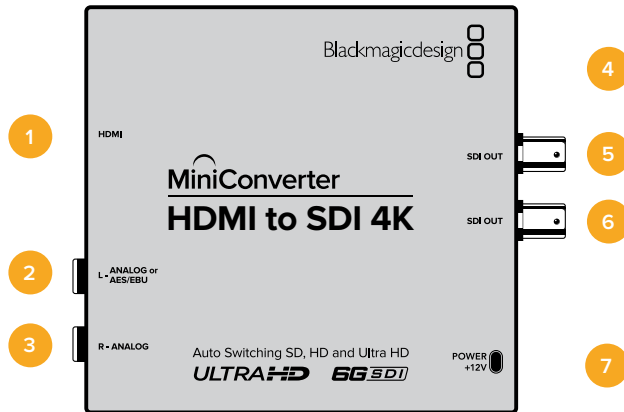 Blackmagicdesign
4
1
HDMI
5
SDI OUT
MiniConverter
HDMI to SDI 4K
6
SDI OUT
2
L - ANALOG or
AES/EBU
3
R - ANALOG
Auto Switching SD, HD and Ultra HD
ULTRAHD 6G SDI
POWER
+12V
7